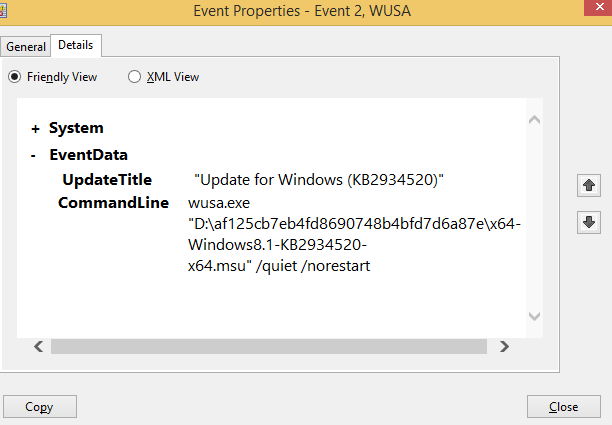 Event Properties - Event 2, WUSA
General
Details
Friendly View
XML View
+ System
- EventData
UpdateTitle "Update for Windows (KB2934520)"
CommandLine wusa.exe
"D:\af125cb7eb4fd8690748b4bfd7d6a87e\x64-
Windows8.1-KB2934520-
x64.msu" /quiet /norestart
Copy
Close